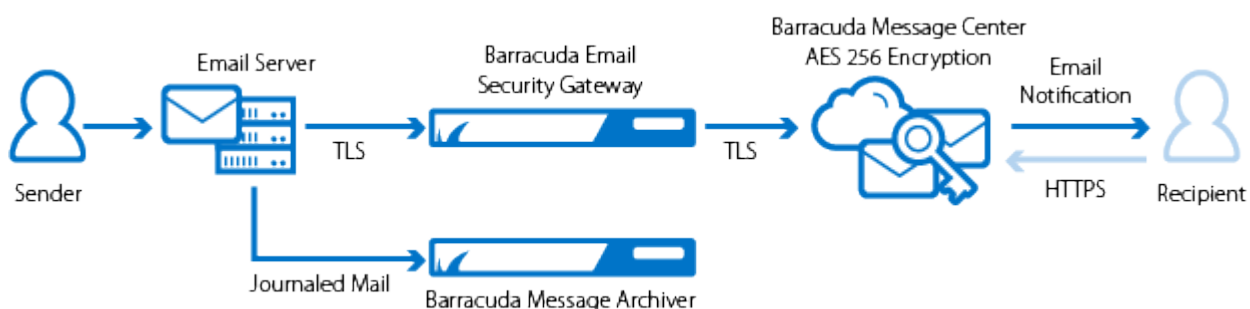 Barracuda Message Center
AES 256 Encryption
Email Server
Barracuda Email
Security Gateway
Email
Notification
TLS
TLS
HTTPS
Sender
Recipient
Journaled Mail
Barracuda Message Archiver